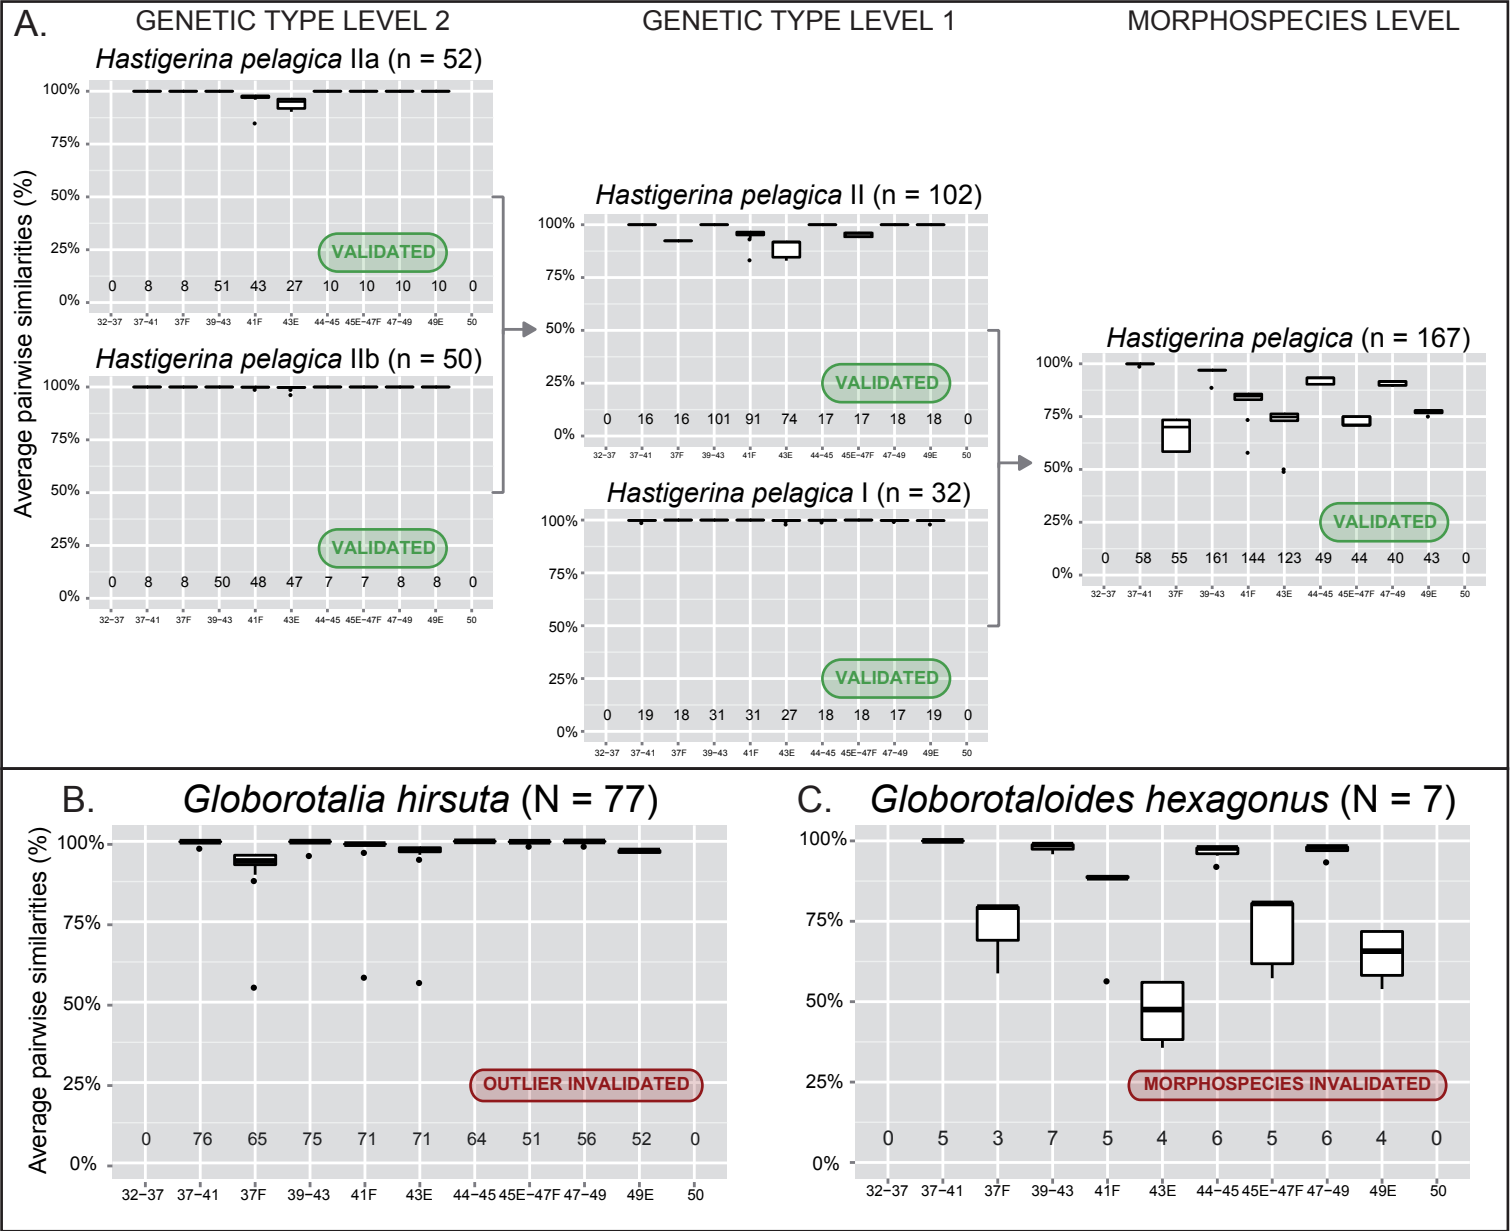 A.
GENETIC TYPE LEVEL 2
GENETIC TYPE LEVEL 1
MORPHOSPECIES LEVEL
Average pairwise similarities (%)
Hastigerina pelagica IIa (n = 52)
100%
75%
50%
25%
0%
VALIDATED
0 8 8 51 43 27 10 10 10 10 0
32−37 37−41 37F 39−43 41F 43E 44−45 45E−47F 47−49 49E 50
Hastigerina pelagica IIb (n = 50)
100%
75%
50%
25%
0%
VALIDATED
0 8 8 50 48 47 7 7 8 8 0
32−37 37−41 37F 39−43 41F 43E 44−45 45E−47F 47−49 49E 50
Hastigerina pelagica II (n = 102)
100%
75%
50%
25%
0%
VALIDATED
0 16 16 101 91 74 17 17 18 18 0
32−37 37−41 37F 39−43 41F 43E 44−45 45E−47F 47−49 49E 50
Hastigerina pelagica I (n = 32)
100%
75%
50%
25%
0%
VALIDATED
0 19 18 31 31 27 18 18 17 19 0
32−37 37−41 37F 39−43 41F 43E 44−45 45E−47F 47−49 49E 50
Hastigerina pelagica (n = 167)
100%
75%
50%
25%
0%
VALIDATED
0 58 55 161 144 123 49 44 40 43 0
32−37 37−41 37F 39−43 41F 43E 44−45 45E−47F 47−49 49E 50
B.
Globorotalia hirsuta (N = 77)
Average pairwise similarities (%)
100%
75%
50%
25%
0%
OUTLIER INVALIDATED
0 76 65 75 71 71 64 51 56 52 0
32−37 37−41 37F 39−43 41F 43E 44−45 45E−47F 47−49 49E 50
C.
Globorotaloides hexagonus (N = 7)
100%
75%
50%
25%
0%
MORPHOSPECIES INVALIDATED
0 5 3 7 5 4 6 5 6 4 0
32−37 37−41 37F 39−43 41F 43E 44−45 45E−47F 47−49 49E 50